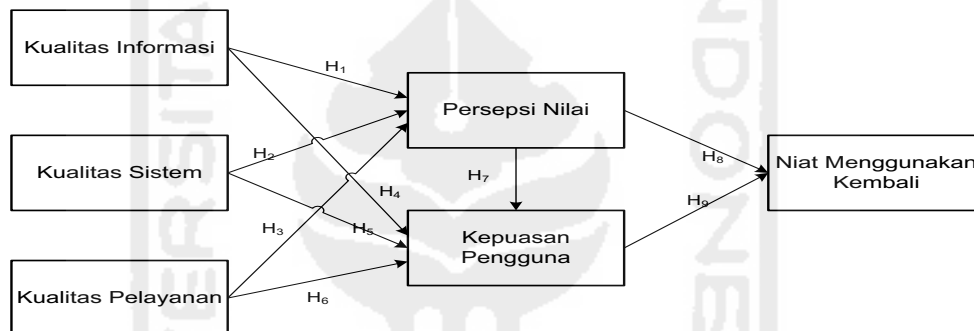 Kualitas Informasi
H₁
Persepsi Nilai
H₂
H₈
Kualitas Sistem
H₄
H₇
Niat Menggunakan
Kembali
H₉
H₃
H₅
Kepuasan
Pengguna
Kualitas Pelayanan
H₆